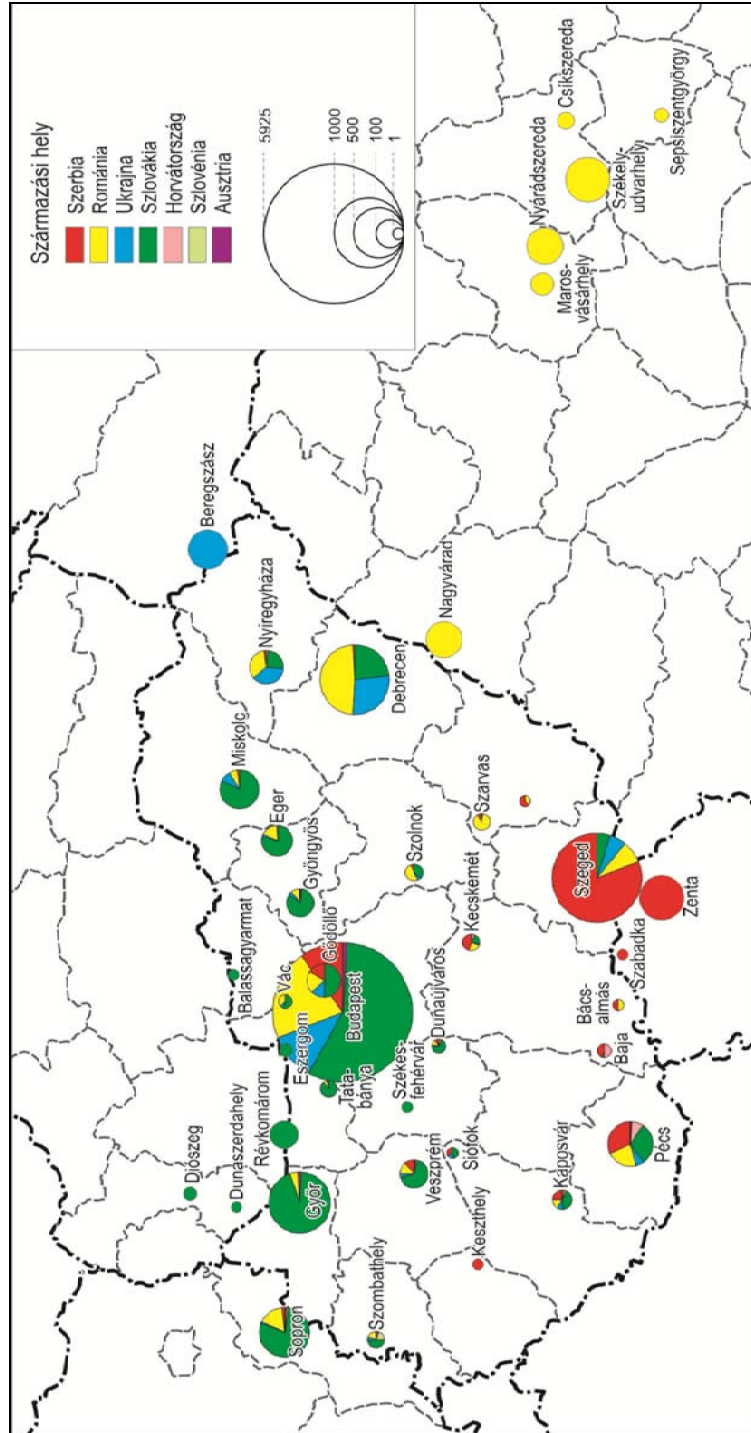 Származási hely
Szerbia
Románia
Ukrajna
Szlovákia
Horvátország
Szlovénia
Ausztria
5925
1000
500
100
1
Beregszász
Nyíregyháza
Debrecen
Nagyvárad
Miskolc
Eger
Gyöngyös
Balassagyarmat
Vác
Gödöllő
Budapest
Esztergom
Tata-
bánya
Székes-
fehérvár
Dunaújváros
Szolnok
Szarvas
Kecskemét
Szeged
Zenta
Szabadka
Bács-
almás
Baja
Pécs
Kaposvár
Siófok
Veszprém
Keszthely
Révkomárom
Dunaszerdahely
Diószeg
Győr
Sopron
Szombathely
Maros-
vásárhely
Nyárádszereda
Székely-
udvarhely
Csíkszereda
Sepsiszentgyörgy